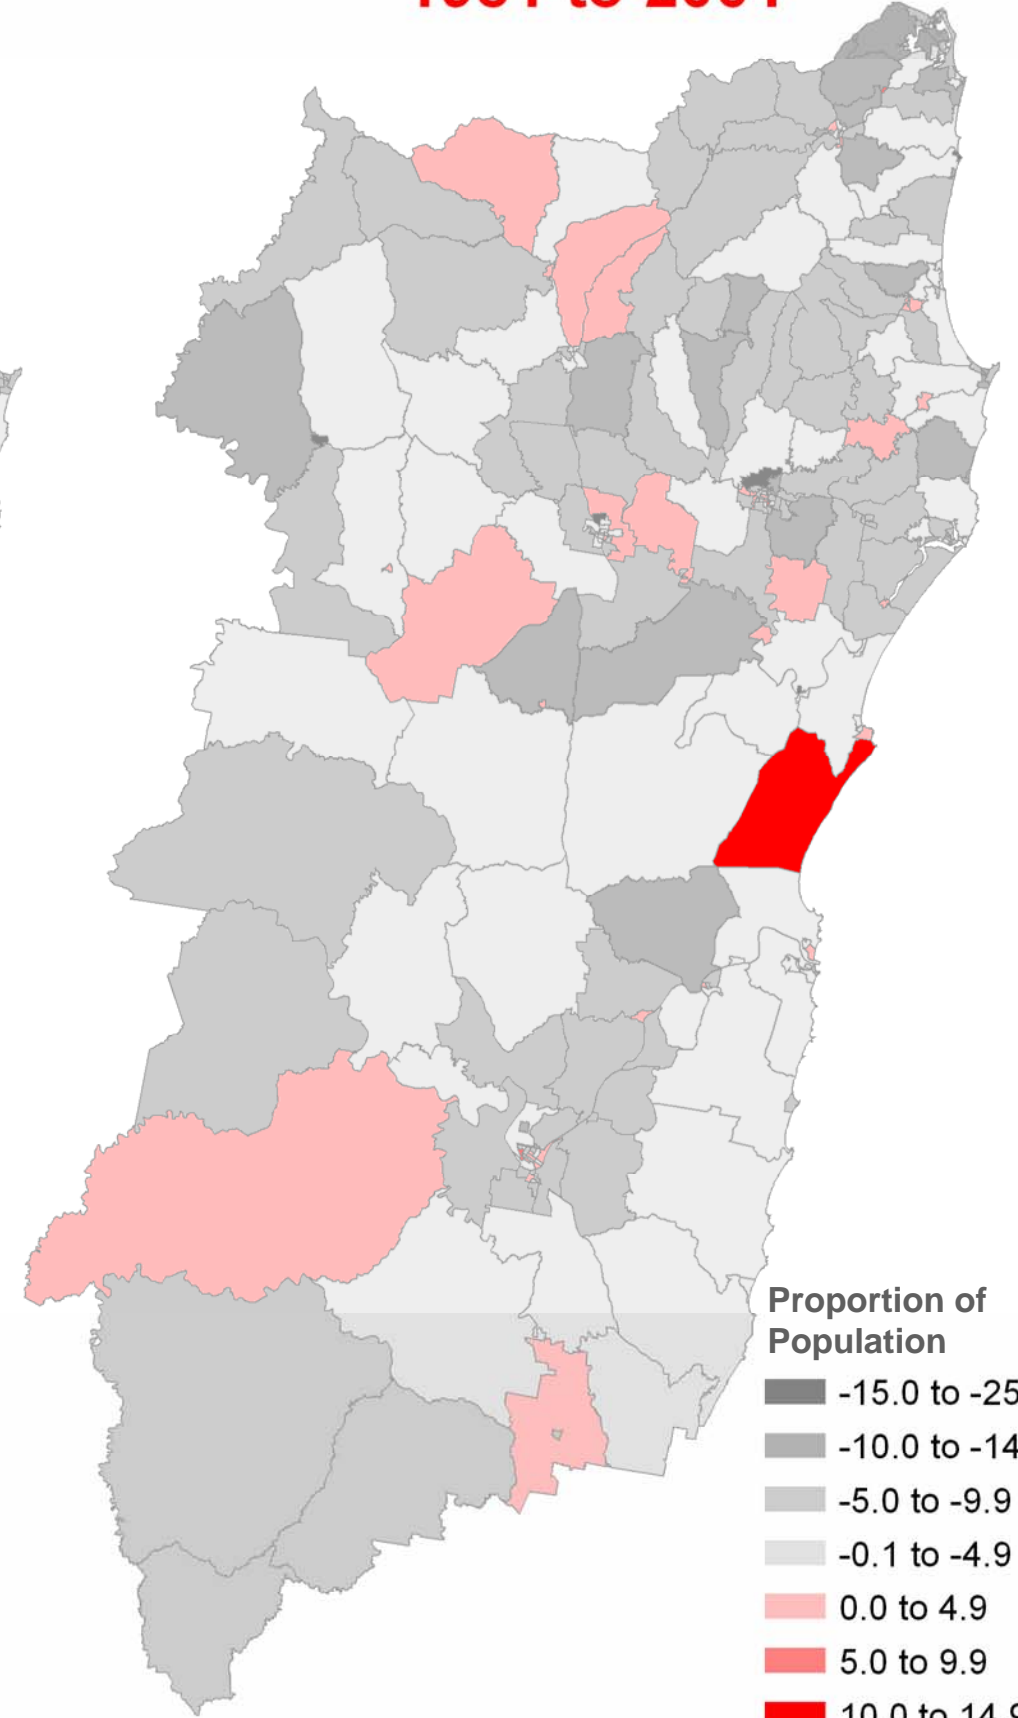 Proportion of
Population
-15.0 to -25
-10.0 to -14
-5.0 to -9.9
-0.1 to -4.9
0.0 to 4.9
5.0 to 9.9